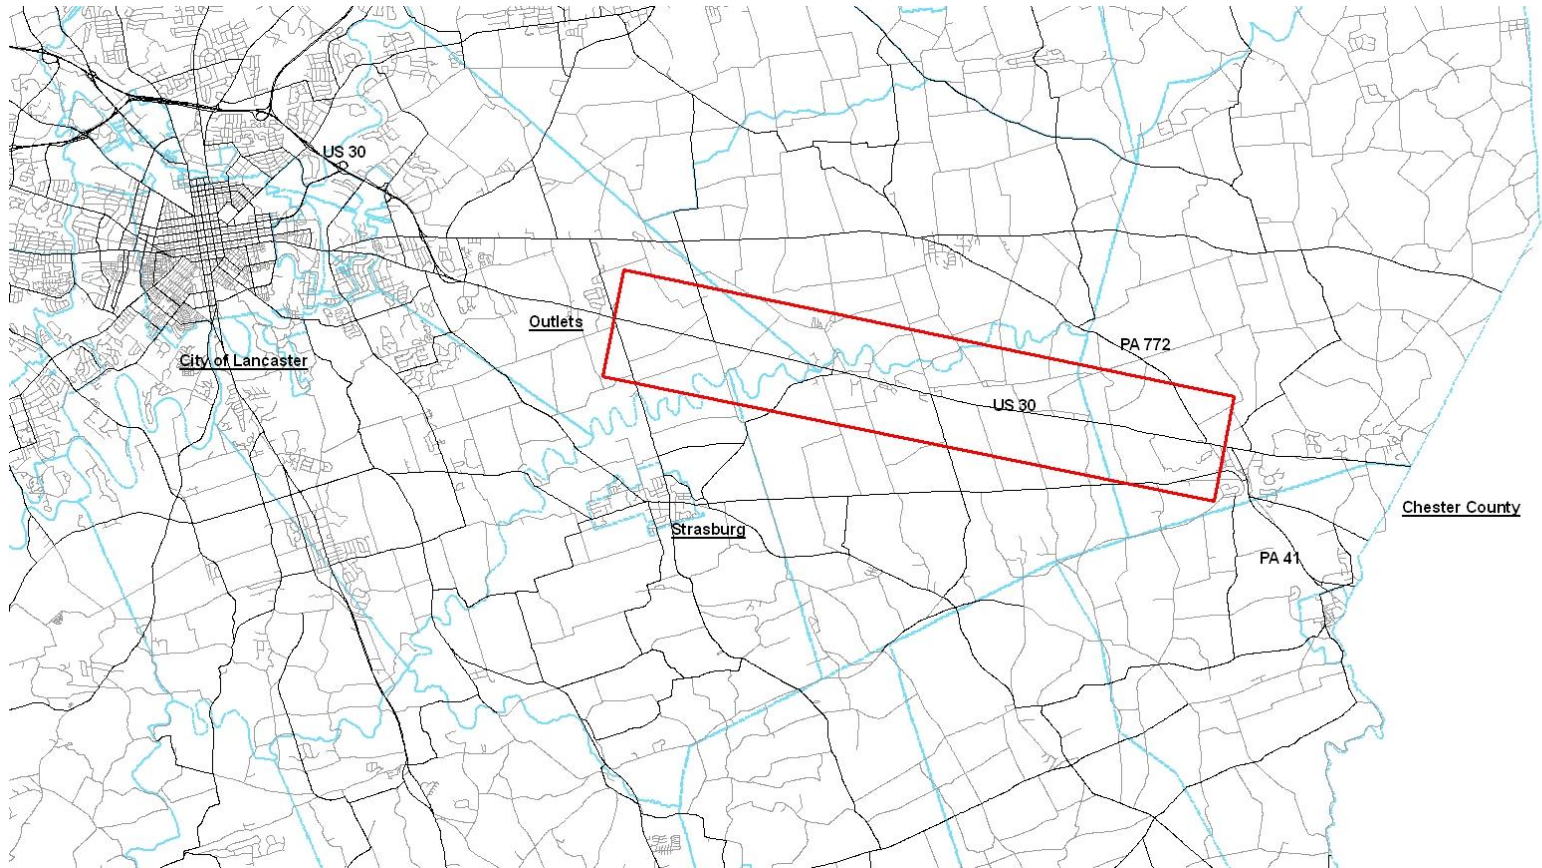 US 30
Outlets
PA 772
City of Lancaster
US 30
Chester County
Strasburg
PA 41